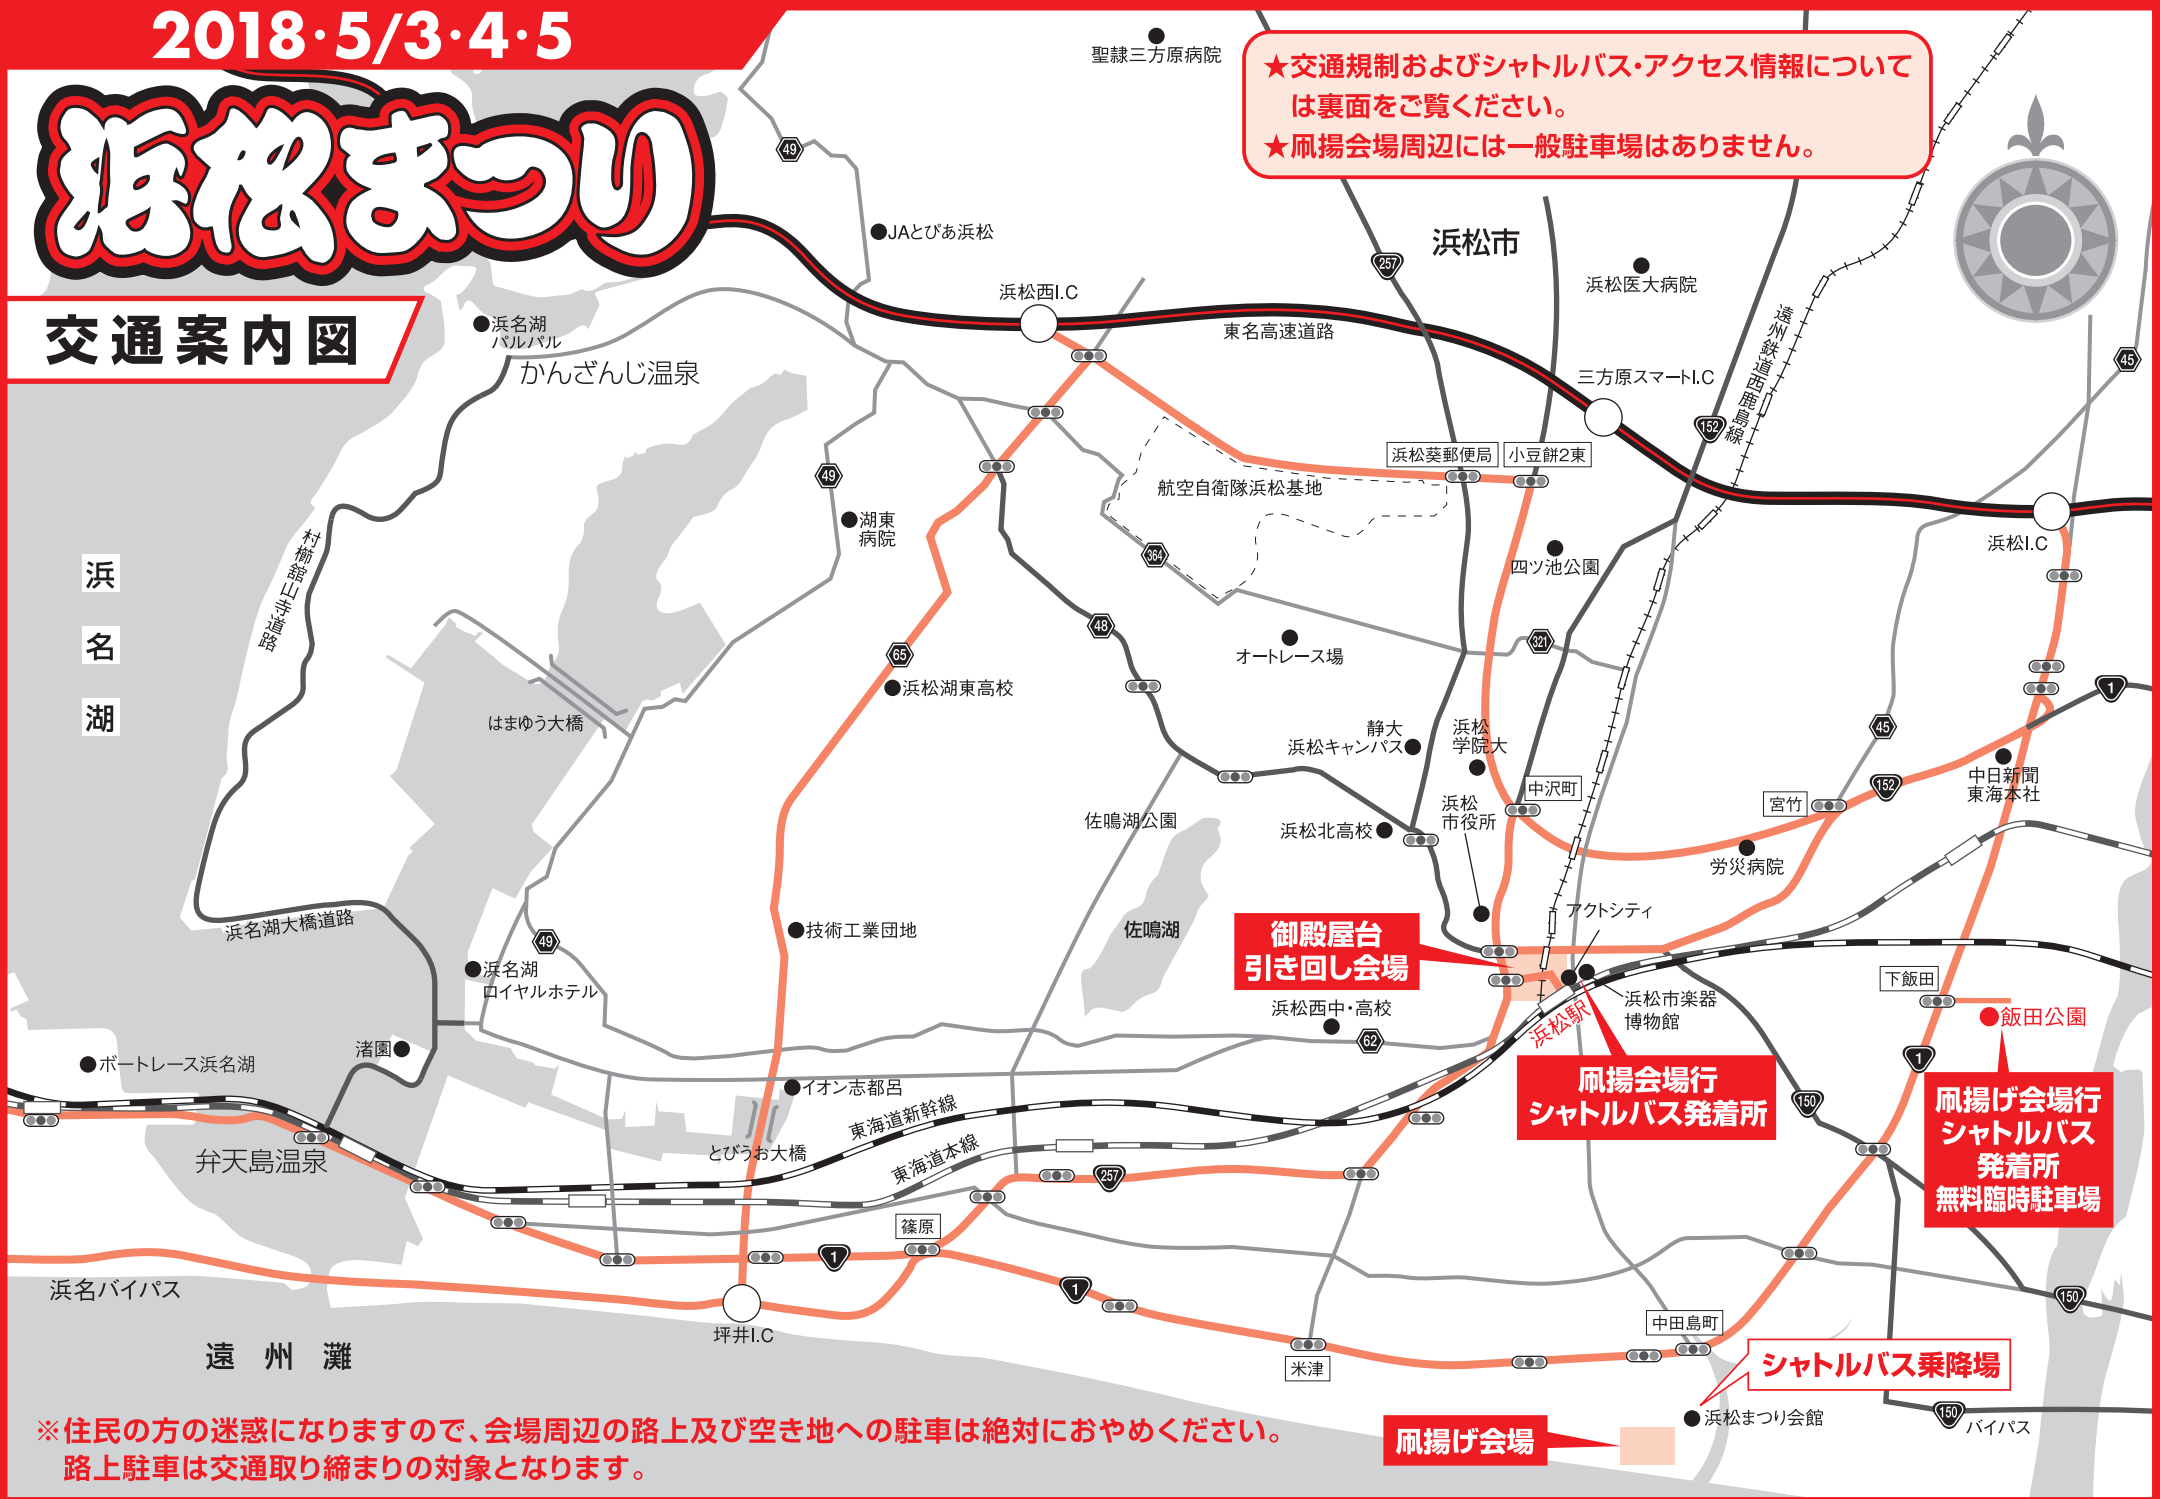 2018･5/3･4･5
浜松まつり
交通案内図
★交通規制およびシャトルバス･アクセス情報について
は裏面をご覧ください。
★凧揚会場周辺には一般駐車場はありません。
聖隷三方原病院
49
JAとぴあ浜松
浜松西I.C
東名高速道路
257
浜松市
浜松医大病院
遠州鉄道西鹿島線
45
浜名湖
パルパル
かんざんじ温泉
三方原スマートI.C
152
浜松葵郵便局
小豆餅2東
航空自衛隊浜松基地
49
湖東
病院
364
四ツ池公園
浜松I.C
村櫛舘山寺道路
浜
名
湖
48
65
浜松湖東高校
オートレース場
321
1
はまゆう大橋
静大
浜松キャンパス
浜松
学院大
45
中日新聞
東海本社
152
中沢町
宮竹
浜松
市役所
佐鳴湖公園
浜松北高校
労災病院
浜名湖大橋道路
49
技術工業団地
佐鳴湖
御殿屋台
引き回し会場
アクトシティ
浜名湖
ロイヤルホテル
浜松西中･高校
62
浜松駅
浜松市楽器
博物館
下飯田
飯田公園
渚園
ボートレース浜名湖
イオン志都呂
凧揚会場行
シャトルバス発着所
1
150
凧揚げ会場行
シャトルバス
発着所
無料臨時駐車場
東海道新幹線
東海道本線
とびうお大橋
弁天島温泉
257
篠原
1
1
浜名バイパス
坪井I.C
遠州灘
米津
中田島町
150
シャトルバス乗降場
浜松まつり会館
150
バイパス
凧揚げ会場
※住民の方の迷惑になりますので､会場周辺の路上及び空き地への駐車は絶対におやめください。
路上駐車は交通取り締まりの対象となります。